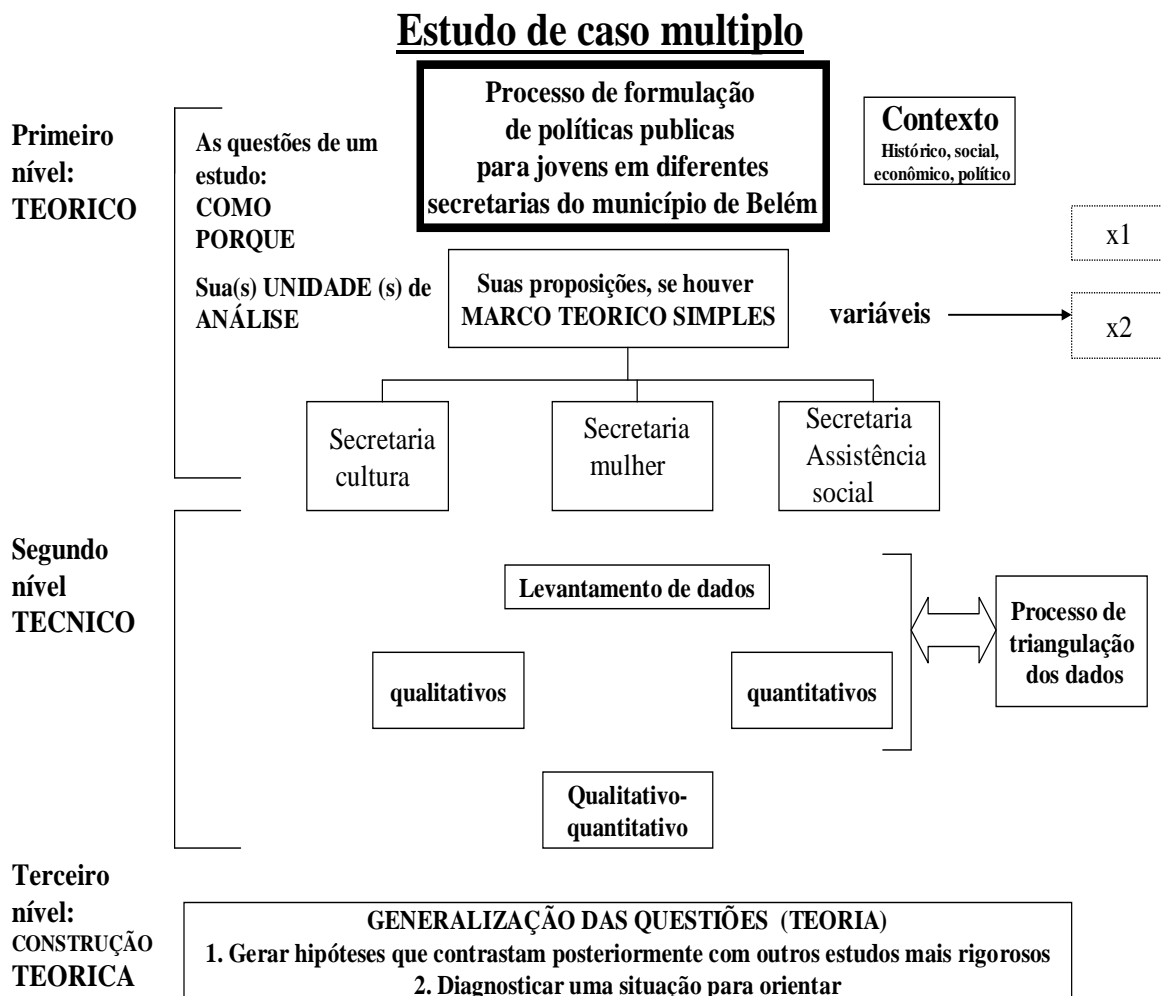 Estudo de caso multiplo
Processo de formulação
de políticas publicas
para jovens em diferentes
secretarias do município de Belém
Contexto
Histórico, social,
econômico, político
Primeiro
nível:
TEORICO
As questões de um
estudo:
COMO
PORQUE
Sua(s) UNIDADE (s) de
ANÁLISE
Suas proposições, se houver
MARCO TEORICO SIMPLES
variáveis
x1
x2
Secretaria
cultura
Secretaria
mulher
Secretaria
Assistência
social
Segundo
nível
TECNICO
Levantamento de dados
qualitativos
quantitativos
Processo de
triangulação
dos dados
Qualitativo-
quantitativo
Terceiro
nível:
CONSTRUÇÃO
TEORICA
GENERALIZAÇÃO DAS QUESTIÕES (TEORIA)
1. Gerar hipóteses que contrastam posteriormente com outros estudos mais rigorosos
2. Diagnosticar uma situação para orientar